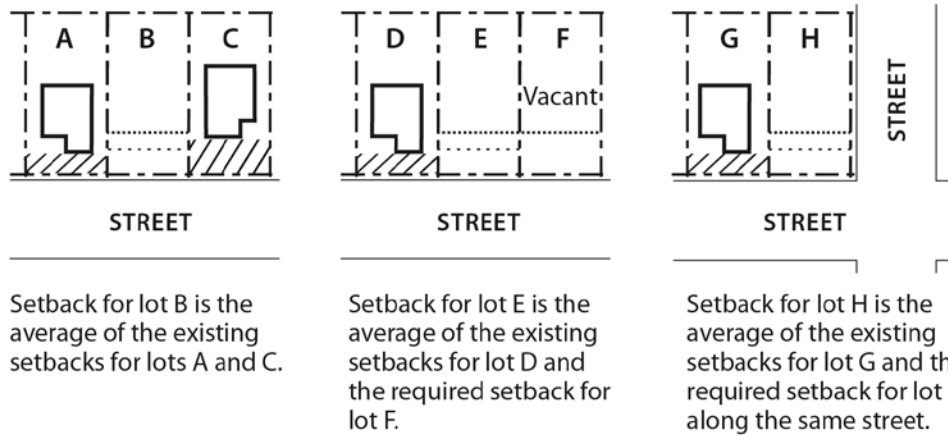 A B C
D E F
Vacant
G H
STREET
STREET
STREET
STREET
Setback for lot B is the
average of the existing
setbacks for lots A and C.
Setback for lot E is the
average of the existing
setbacks for lot D and
the required setback for
lot F.
Setback for lot H is the
average of the existing
setbacks for lot G and th
required setback for lot
along the same street.